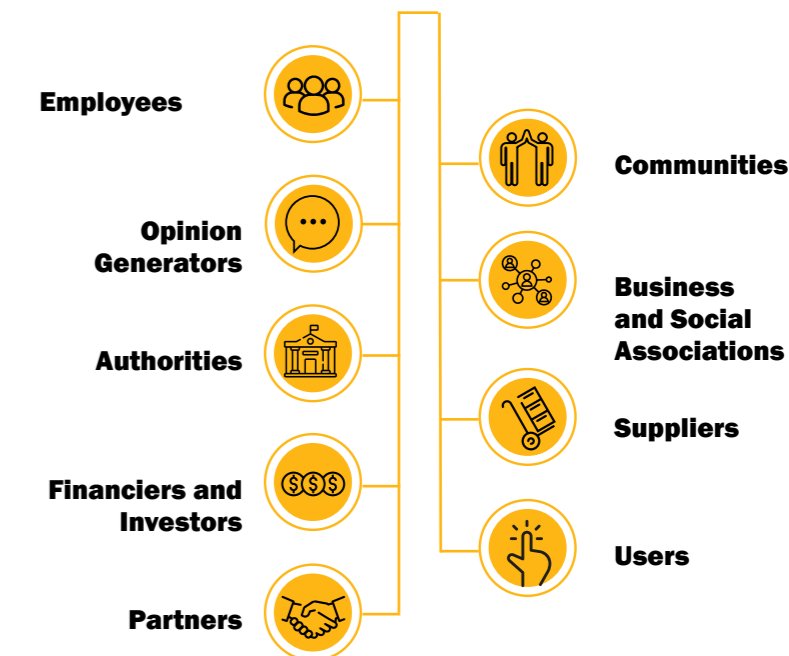 Employees
Opinion
Generators
Authorities
Financiers and
Investors
Partners
Communities
Business
and Social
Associations
Suppliers
Users